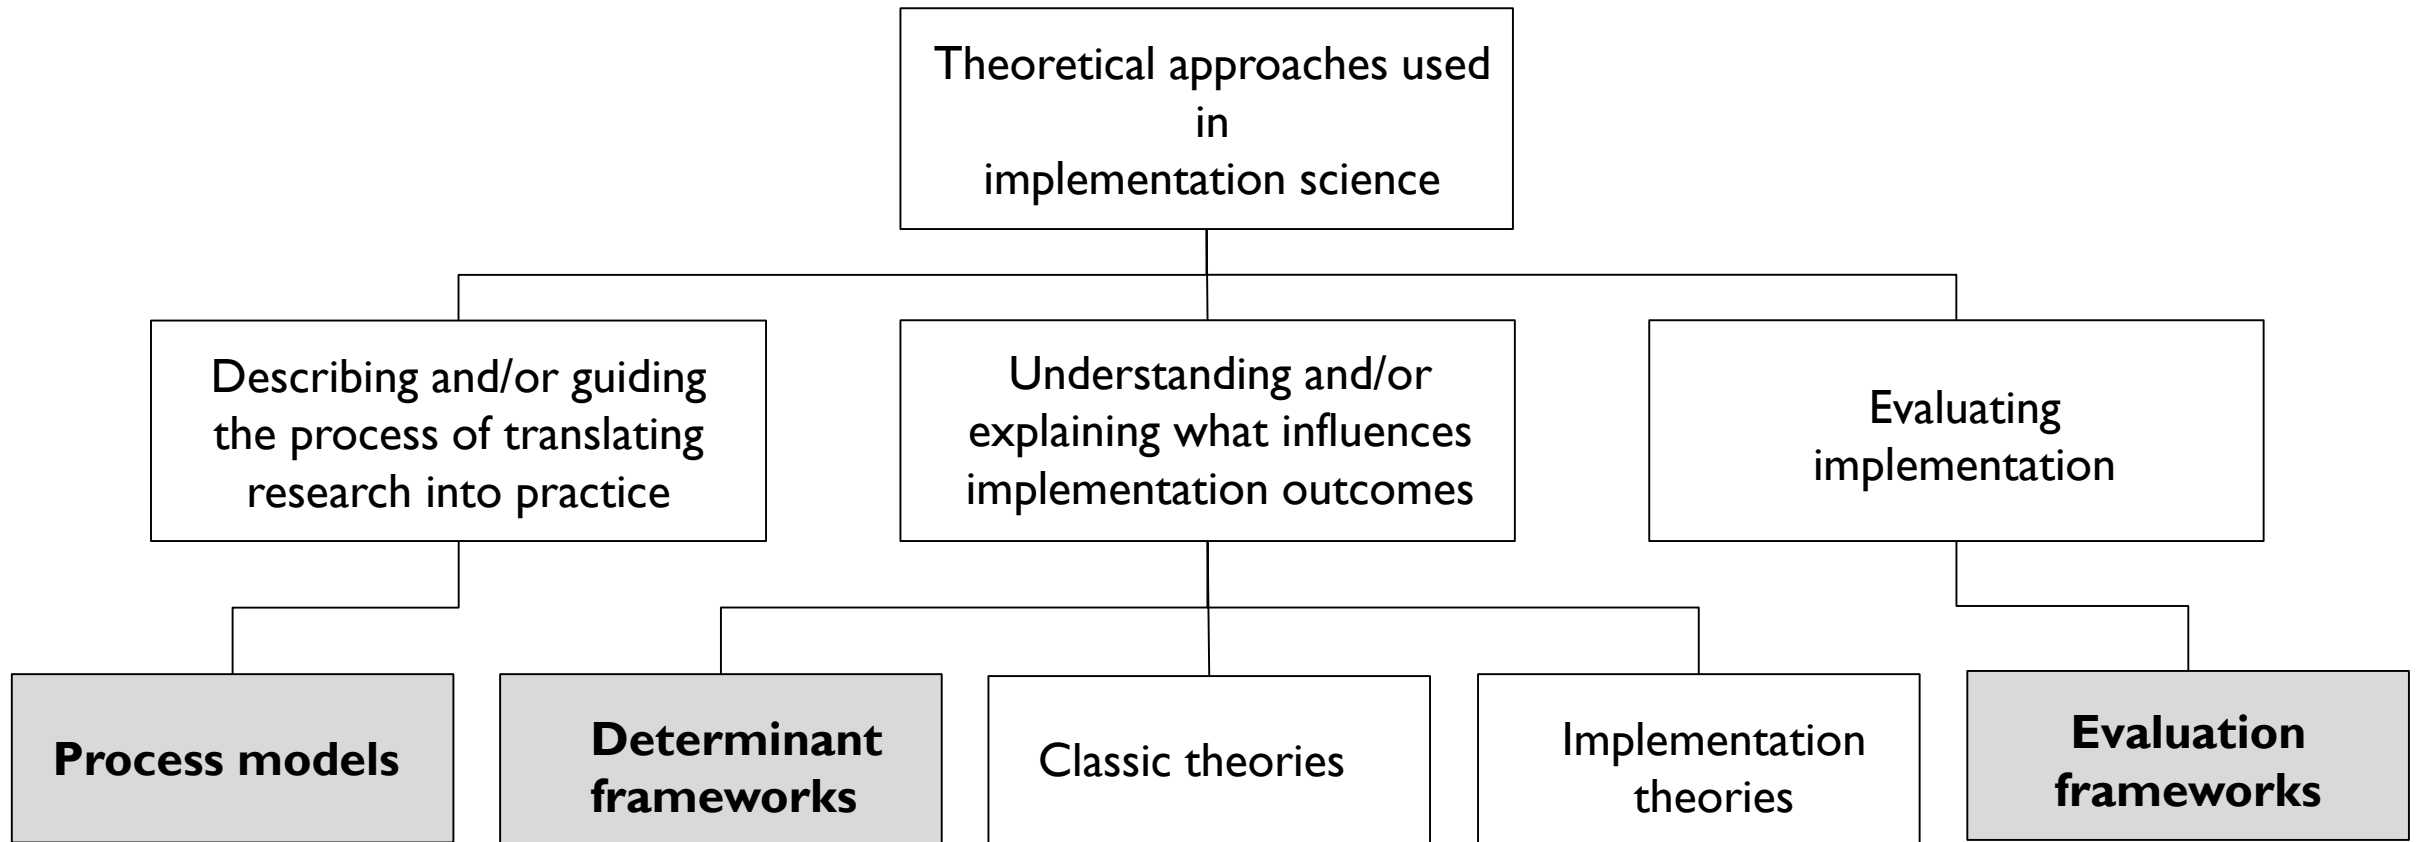 Theoretical approaches used
in
implementation science
Describing and/or guiding
the process of translating
research into practice
Understanding and/or
explaining what influences
implementation outcomes
Evaluating
implementation
Process models
Determinant
frameworks
Classic theories
Implementation
theories
Evaluation
frameworks